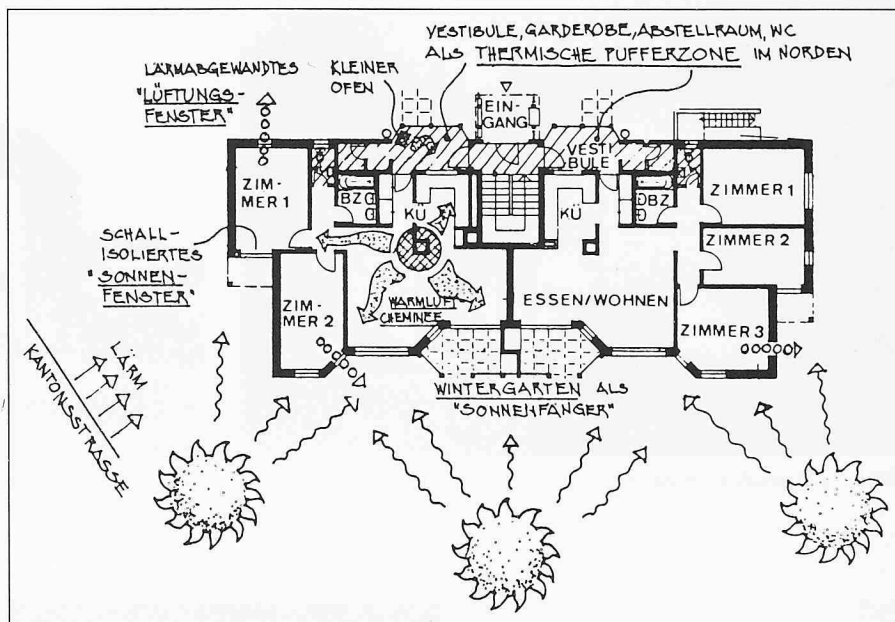 VESTIBULE, GARDEROBE, ABSTELLRAUM, WC
ALS THERMISCHE PUFFERZONE IM NORDEN
LÄRMABGEWANDTES
"LÜFTUNGS-
FENSTER"
KLEINER
OFEN
EIN-
GANG
VESTI
BULE
ZIM-
MER 1
BZ
KÜ
KÜ
BZ
ZIMMER 1
ZIMMER 2
SCHALL-
ISOLIERTES
"SONNEN-
FENSTER"
ZIM-
MER 2
WARMLUFT
CHEMINEE
ESSEN/WOHNEN
ZIMMER 3
LÄRM
KANTONSSTRASSE
WINTERGARTEN ALS
"SONNENFÄNGER"